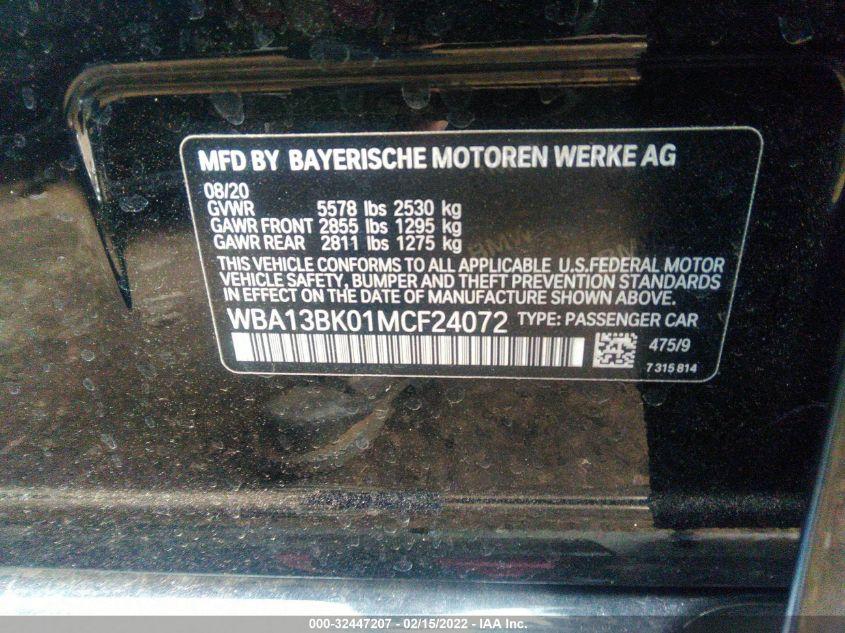 MFD BY BAYERISCHE MOTOREN WERKE AG
08/20
GVWR 5578 lbs 2530 kg
GAWR FRONT 2855 lbs 1295 kg
GAWR REAR 2811 lbs 1275 kg
THIS VEHICLE CONFORMS TO ALL APPLICABLE U.S.FEDERAL MOTOR
VEHICLE SAFETY, BUMPER AND THEFT PREVENTION STANDARDS
IN EFFECT ON THE DATE OF MANUFACTURE SHOWN ABOVE.
WBA13BK01MCF24072 TYPE: PASSENGER CAR
475/9
7 315 814
000-32447207 - 02/15/2022 - IAA Inc.